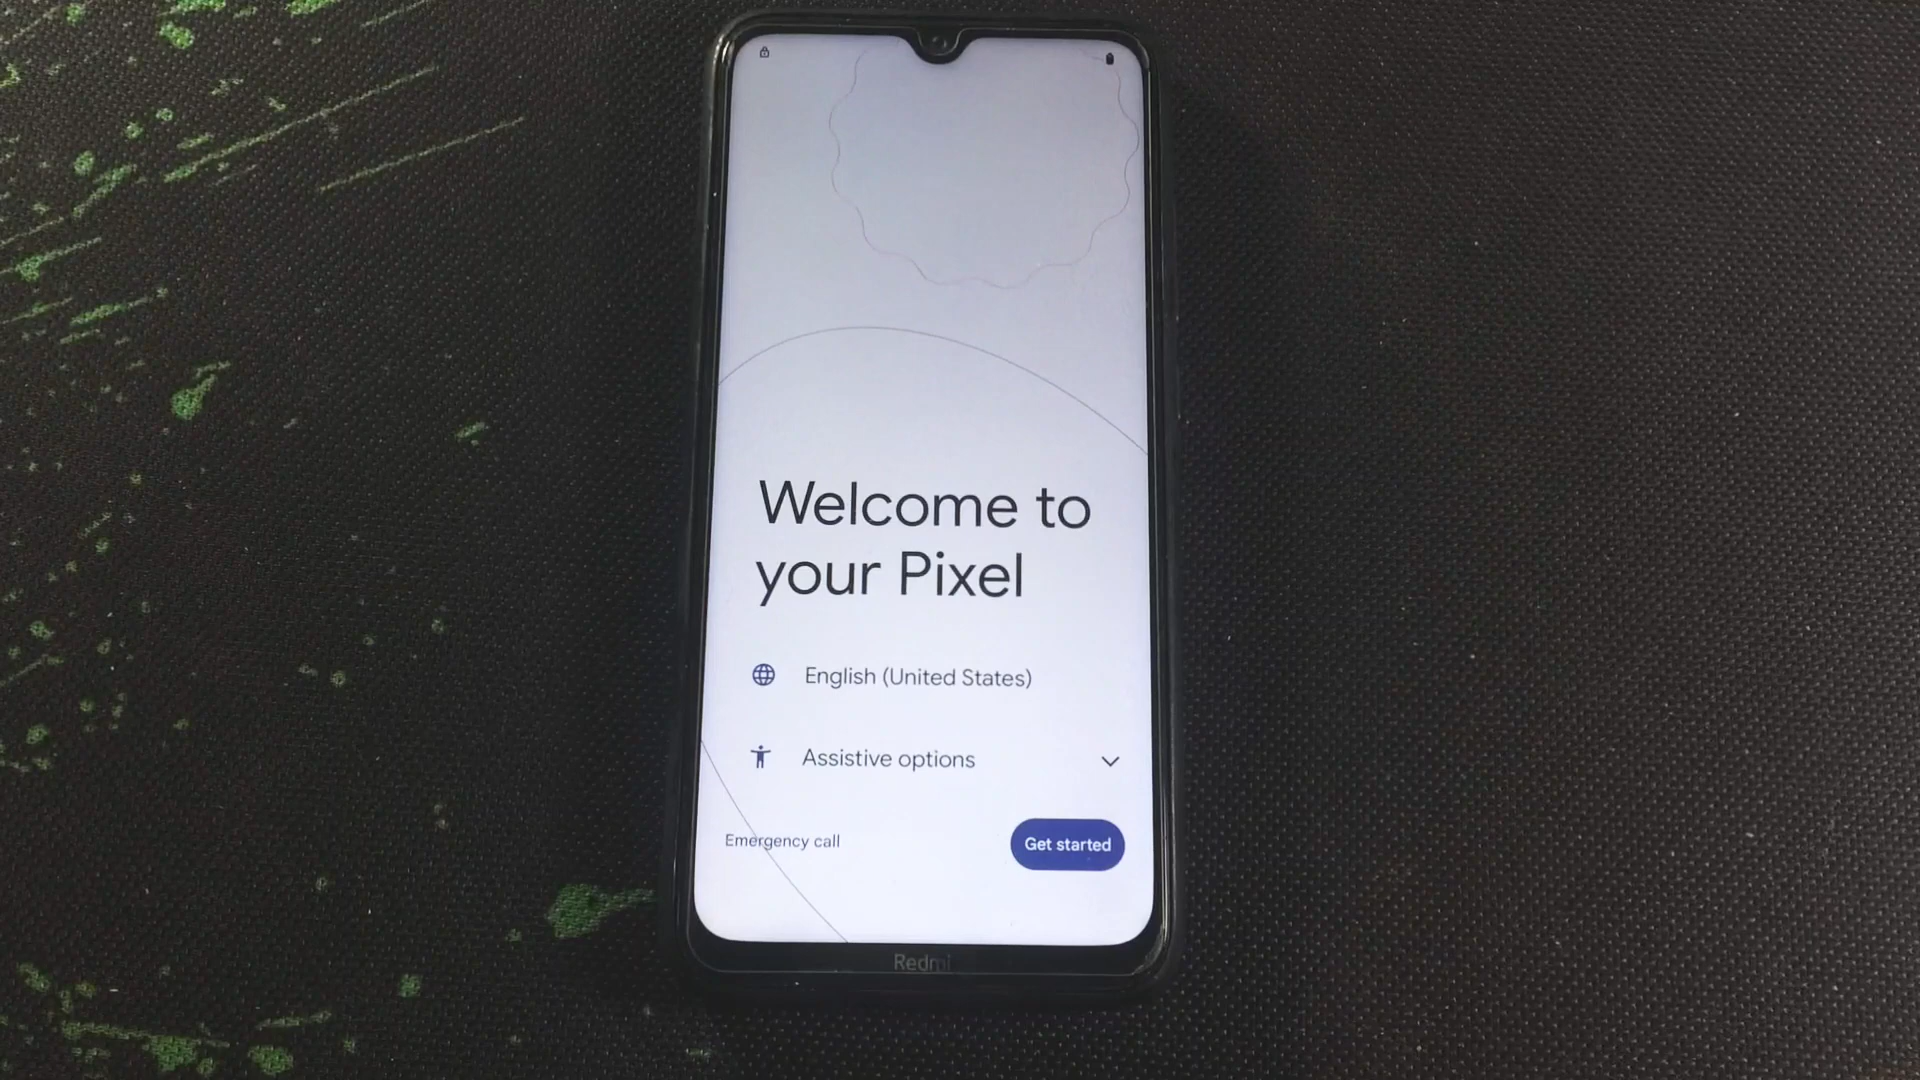 Welcome to
your Pixel
English (United States)
Assistive options
Emergency call
Get started
Redmi